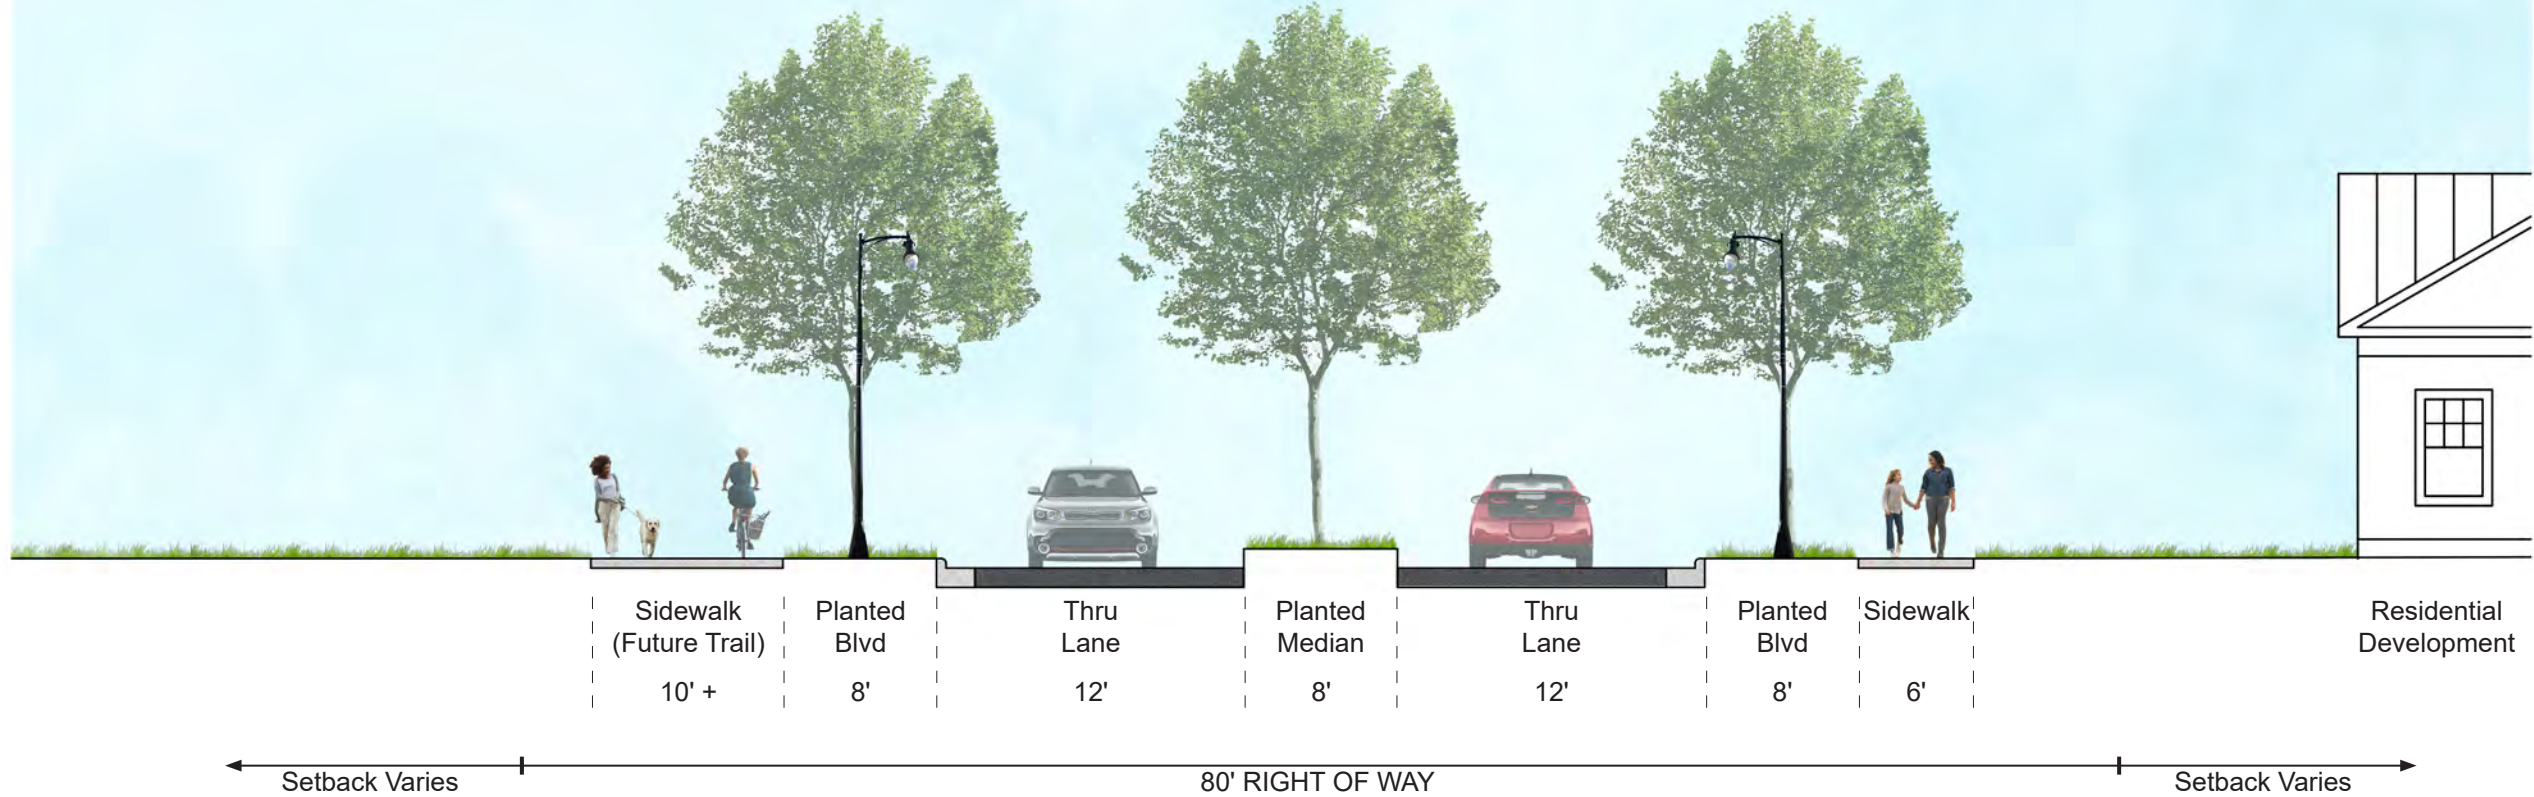 Sidewalk
(Future Trail)
10' +
Planted
Blvd
8'
Thru
Lane
12'
Planted
Median
8'
Thru
Lane
12'
Planted
Blvd
8'
Sidewalk
6'
Residential
Development
Setback Varies
80' RIGHT OF WAY
Setback Varies